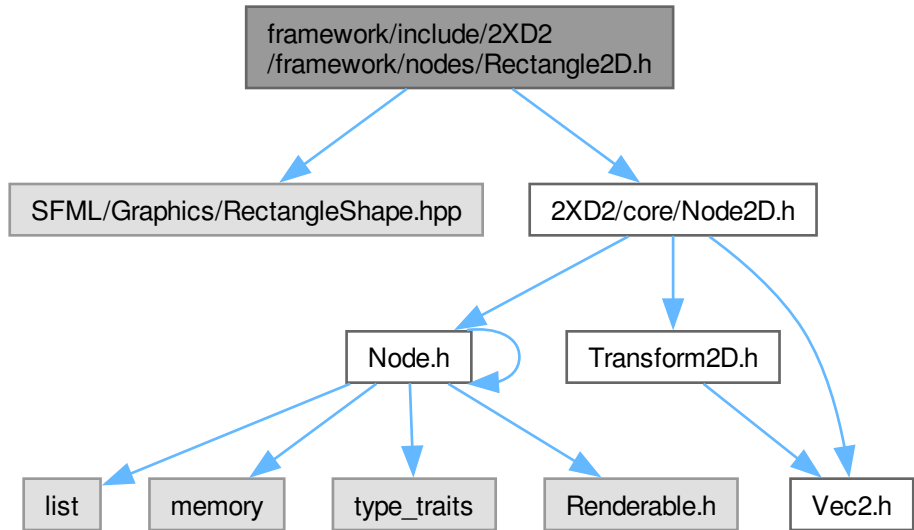 framework/include/2XD2
/framework/nodes/Rectangle2D.h
SFML/Graphics/RectangleShape.hpp
2XD2/core/Node2D.h
Node.h
Transform2D.h
list
memory
type_traits
Renderable.h
Vec2.h